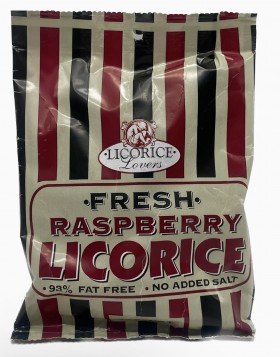 ·LICORICE·
Lovers
·FRESH·
RASPBERRY
LICORICE
·93% FAT FREE ·NO ADDED SALT·